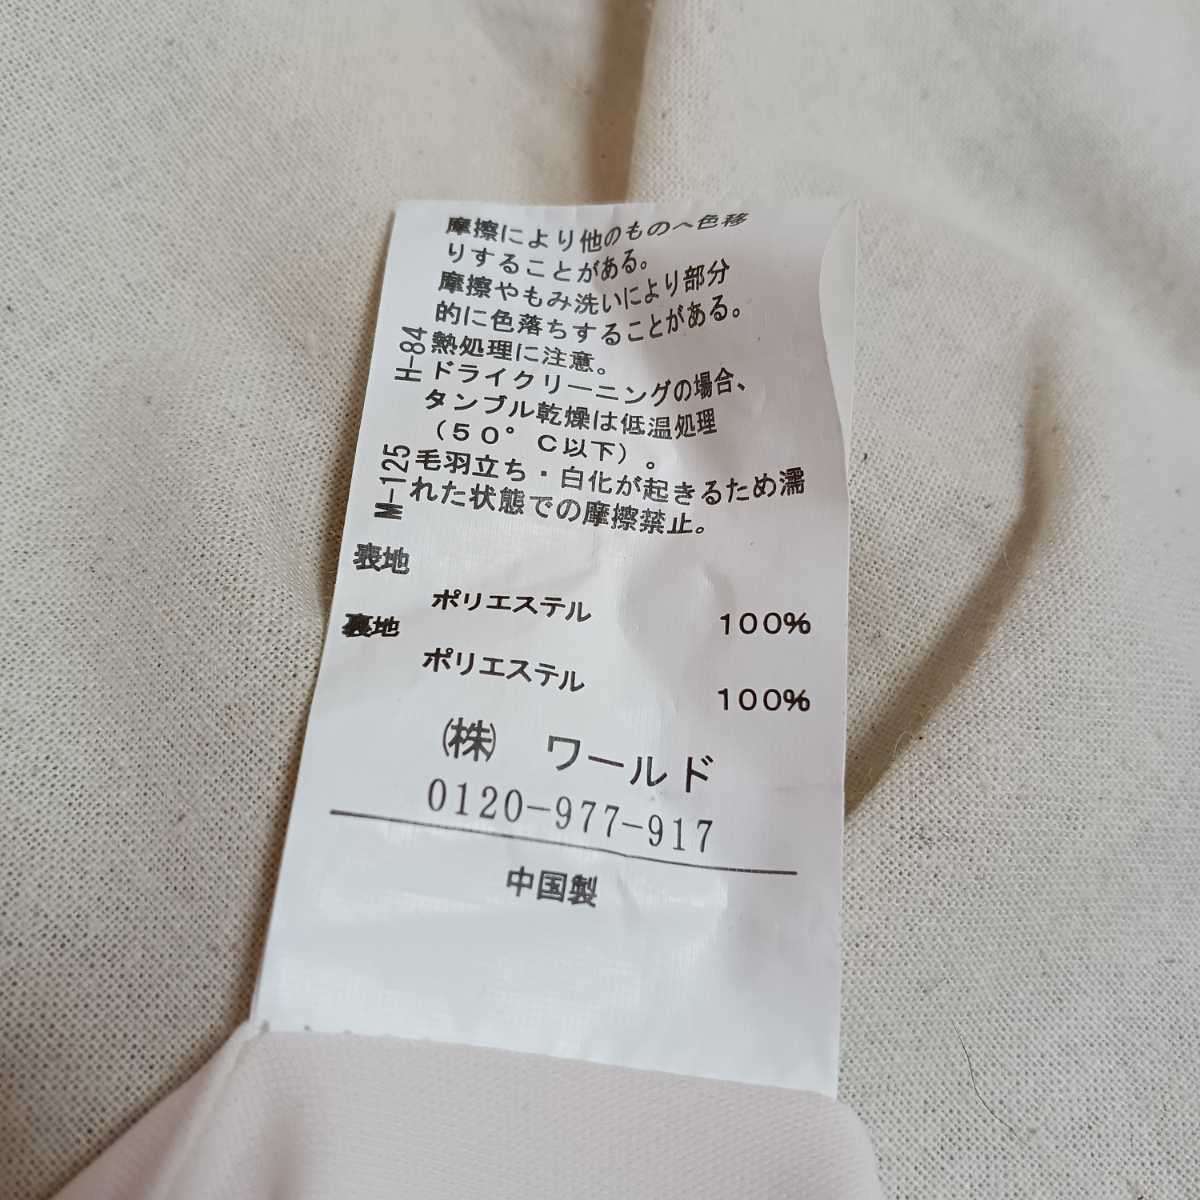 摩擦により他のものへ色移
りすることがある。
摩擦やもみ洗いにより部分
的に色落ちすることがある。
熱処理に注意。
ドライクリーニングの場合、
タンブル乾燥は低温処理
（５０°Ｃ以下）。
毛羽立ち・白化が起きるため濡
れた状態での摩擦禁止。
H-84
M-125
表地
ポリエステル 100%
裏地
ポリエステル 100%
㈱ ワールド
0120-977-917
中国製